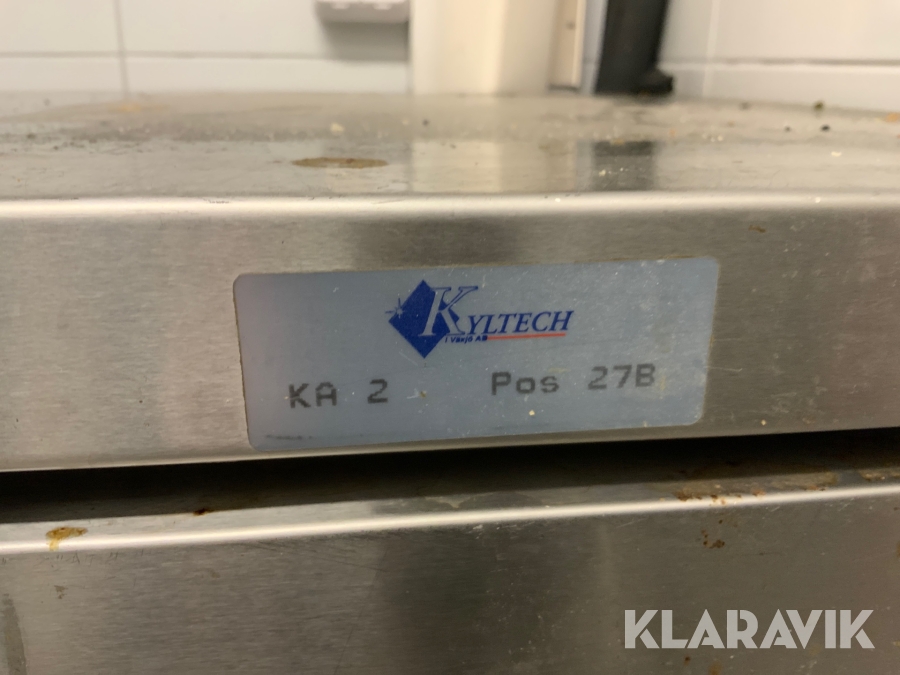 KYLTECH
i Växjö AB
KA 2 Pos 27B
KLARAVIK